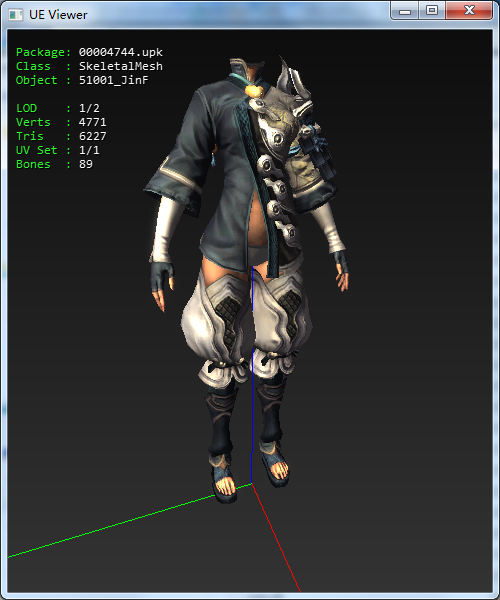 UE Viewer
Package: 00004744.upk
Class : SkeletalMesh
Object : 51001_JinF
LOD : 1/2
Verts : 4771
Tris : 6227
UV Set : 1/1
Bones : 89